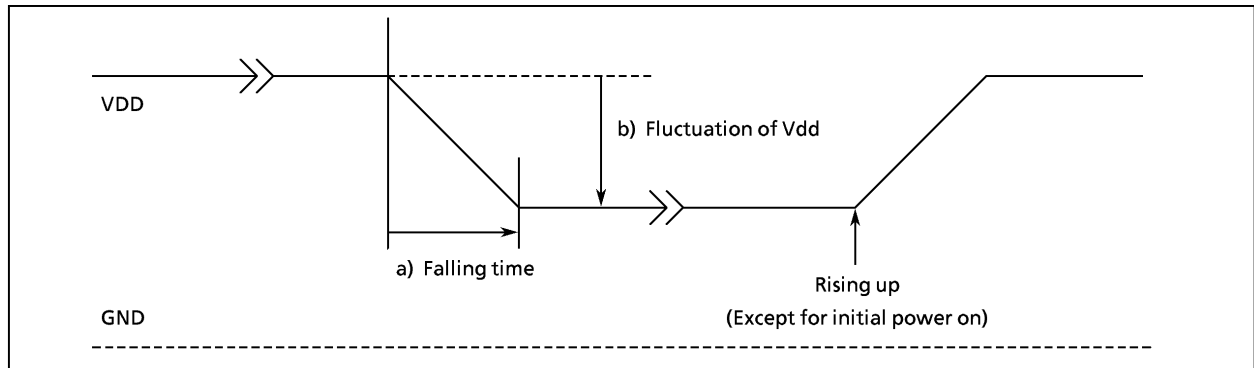 VDD
b) Fluctuation of Vdd
a) Falling time
Rising up
(Except for initial power on)
GND